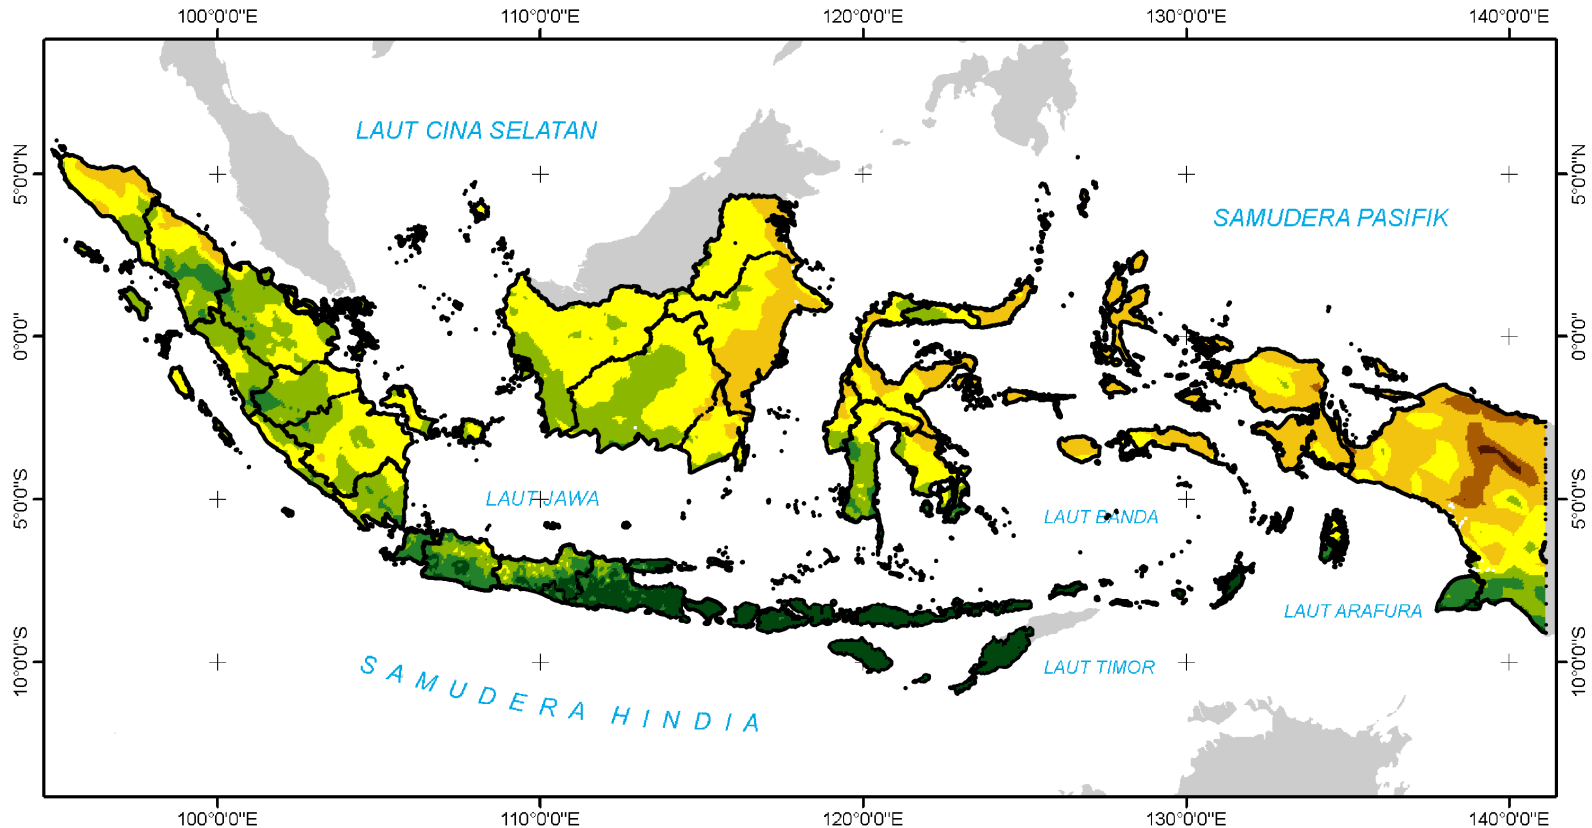 100°0'0"E 110°0'0"E 120°0'0"E 130°0'0"E 140°0'0"E
LAUT CINA SELATAN
5°0'0"N 5°0'0"N
SAMUDERA PASIFIK
0°0'0" 0°0'0"
LAUT JAWA
5°0'0"S 5°0'0"S
LAUT BANDA
LAUT ARAFURA
10°0'0"S 10°0'0"S
LAUT TIMOR
SAMUDERA HINDIA
100°0'0"E 110°0'0"E 120°0'0"E 130°0'0"E 140°0'0"E